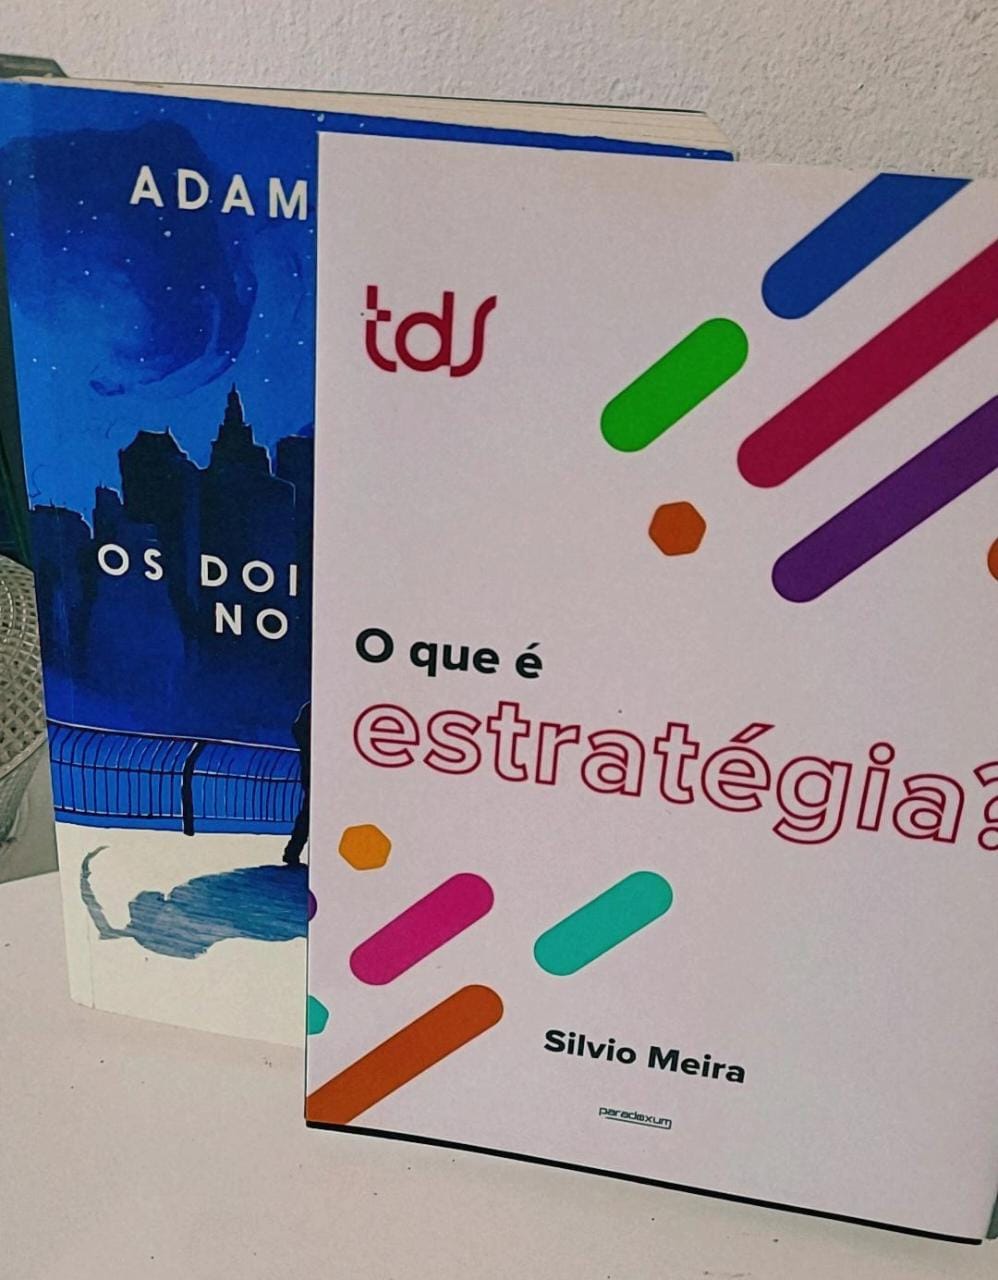 ADAM
OS DOI
NO
tds
O que é
estratégia?
Silvio Meira
paradoxum